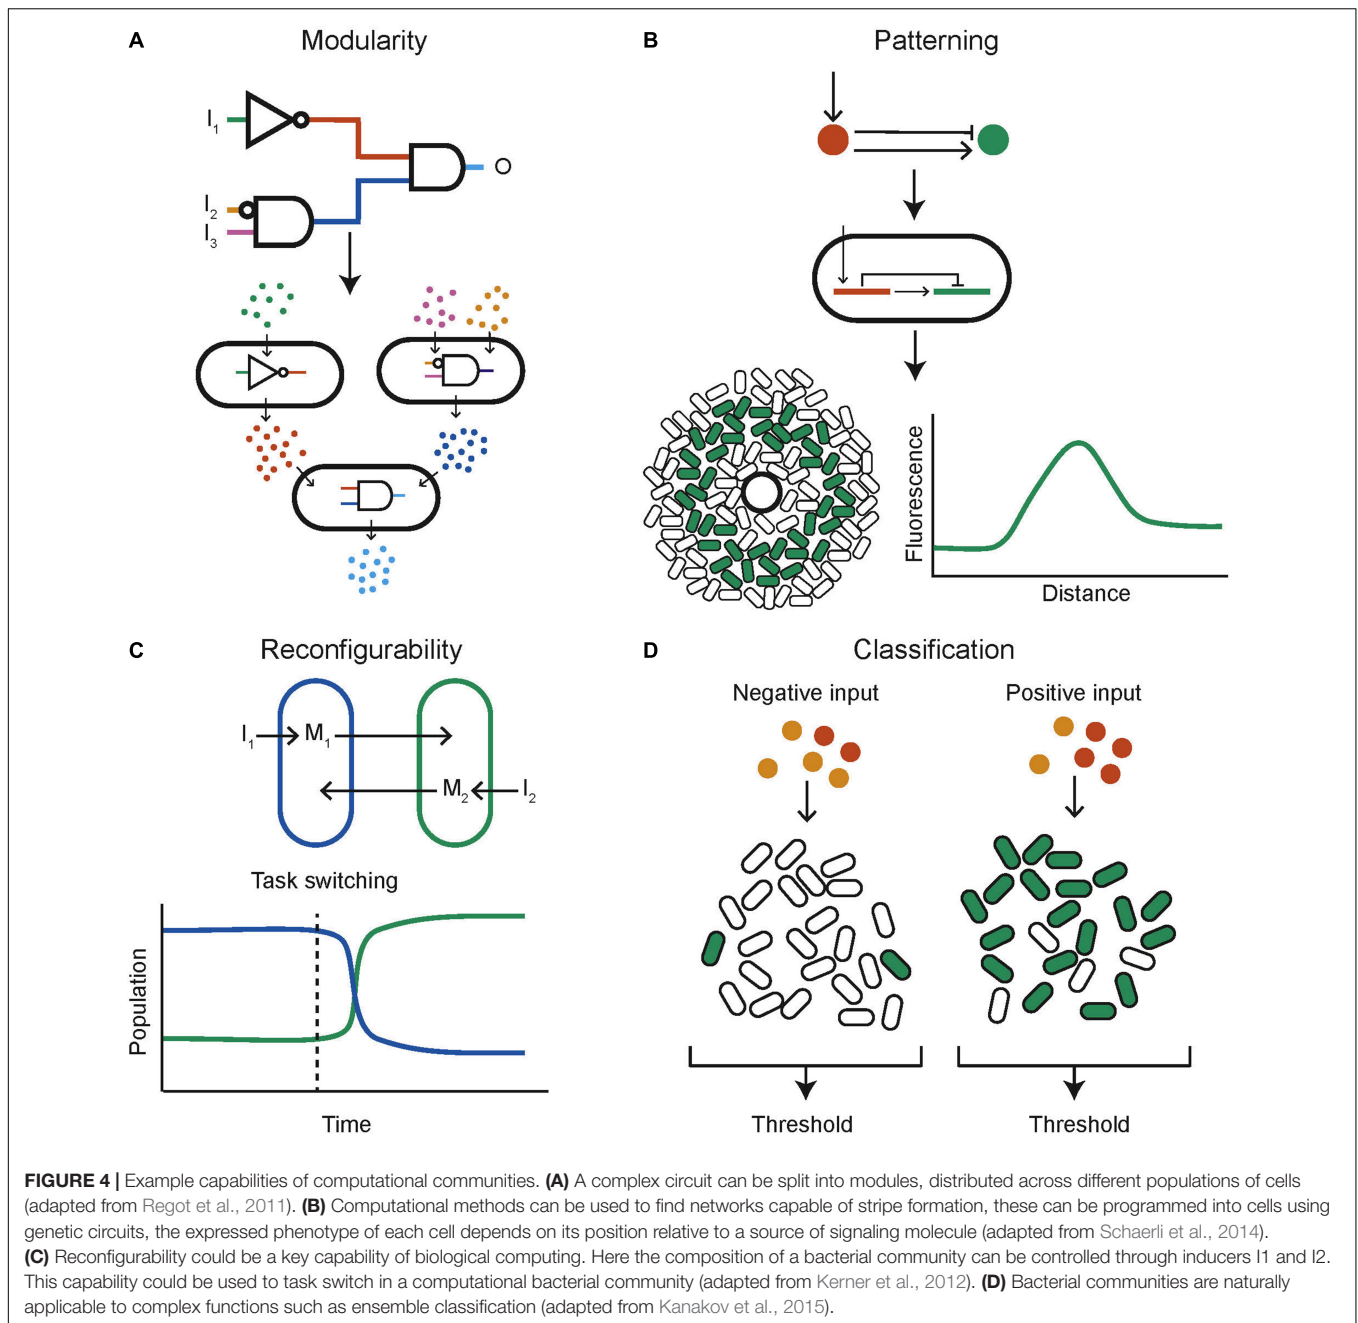 A Modularity
I1
I2
I3
O
B Patterning
Fluorescence
Distance
C Reconfigurability
I1 M1
M2 I2
Task switching
Population
Time
D Classification
Negative input
Positive input
Threshold
Threshold
FIGURE 4 | Example capabilities of computational communities. (A) A complex circuit can be split into modules, distributed across different populations of cells
(adapted from Regot et al., 2011). (B) Computational methods can be used to find networks capable of stripe formation, these can be programmed into cells using
genetic circuits, the expressed phenotype of each cell depends on its position relative to a source of signaling molecule (adapted from Schaerli et al., 2014).
(C) Reconfigurability could be a key capability of biological computing. Here the composition of a bacterial community can be controlled through inducers I1 and I2.
This capability could be used to task switch in a computational bacterial community (adapted from Kerner et al., 2012). (D) Bacterial communities are naturally
applicable to complex functions such as ensemble classification (adapted from Kanakov et al., 2015).